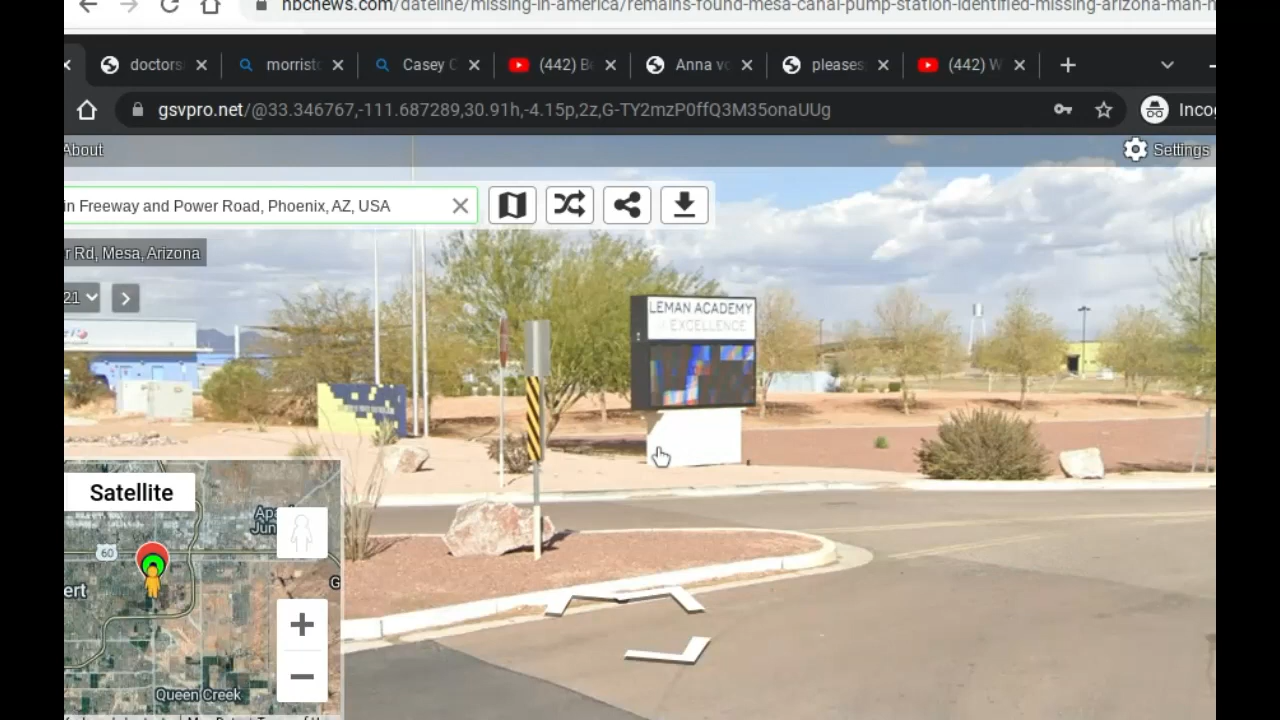 nbcnews.com/dateline/missing-in-america/remains-found-mesa-canal-pump-station-identified-missing-arizona-man-n
doctors
morristo
Casey C
(442) B
Anna vo
pleases
(442) W
gsvpro.net/@33.346767,-111.687289,30.91h,-4.15p,2z,G-TY2mzP0ffQ3M35onaUUg
Incog
About
Settings
in Freeway and Power Road, Phoenix, AZ, USA
r Rd, Mesa, Arizona
21
LEMAN ACADEMY
EXCELLENCE
Satellite
60
Ap
Jun
ert
G
Queen Creek